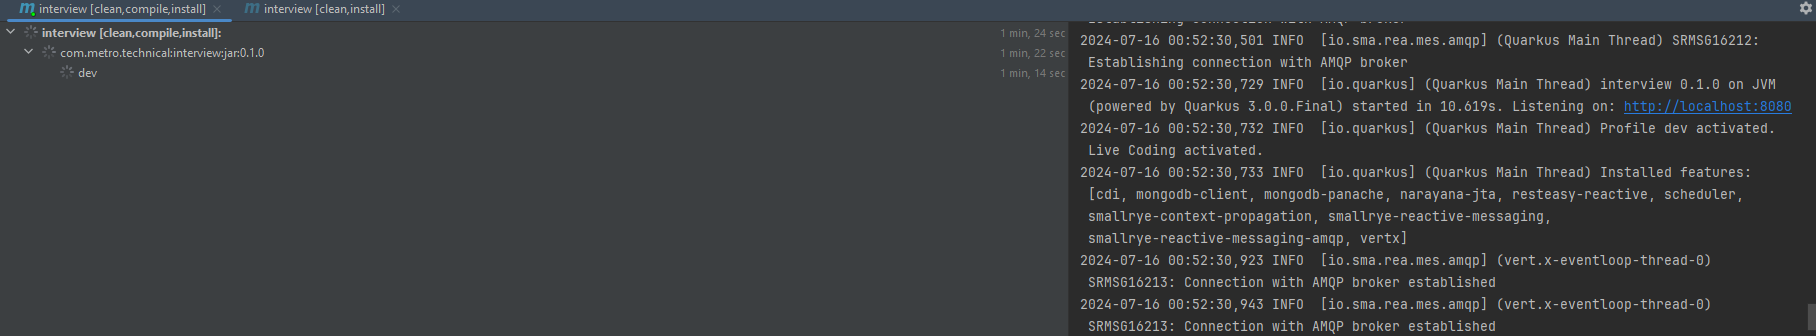 interview [clean,compile,install]
interview [clean,install]
interview [clean,compile,install]:
1 min, 24 sec
com.metro.technical:interview:jar:0.1.0
1 min, 22 sec
dev
1 min, 14 sec
Establishing connection with AMQP broker
2024-07-16 00:52:30,501 INFO  [io.sma.rea.mes.amqp] (Quarkus Main Thread) SRMSG16212:
Establishing connection with AMQP broker
2024-07-16 00:52:30,729 INFO  [io.quarkus] (Quarkus Main Thread) interview 0.1.0 on JVM
(powered by Quarkus 3.0.0.Final) started in 10.619s. Listening on: http://localhost:8080
2024-07-16 00:52:30,732 INFO  [io.quarkus] (Quarkus Main Thread) Profile dev activated.
Live Coding activated.
2024-07-16 00:52:30,733 INFO  [io.quarkus] (Quarkus Main Thread) Installed features:
[cdi, mongodb-client, mongodb-panache, narayana-jta, resteasy-reactive, scheduler,
smallrye-context-propagation, smallrye-reactive-messaging,
smallrye-reactive-messaging-amqp, vertx]
2024-07-16 00:52:30,923 INFO  [io.sma.rea.mes.amqp] (vert.x-eventloop-thread-0)
SRMSG16213: Connection with AMQP broker established
2024-07-16 00:52:30,943 INFO  [io.sma.rea.mes.amqp] (vert.x-eventloop-thread-0)
SRMSG16213: Connection with AMQP broker established